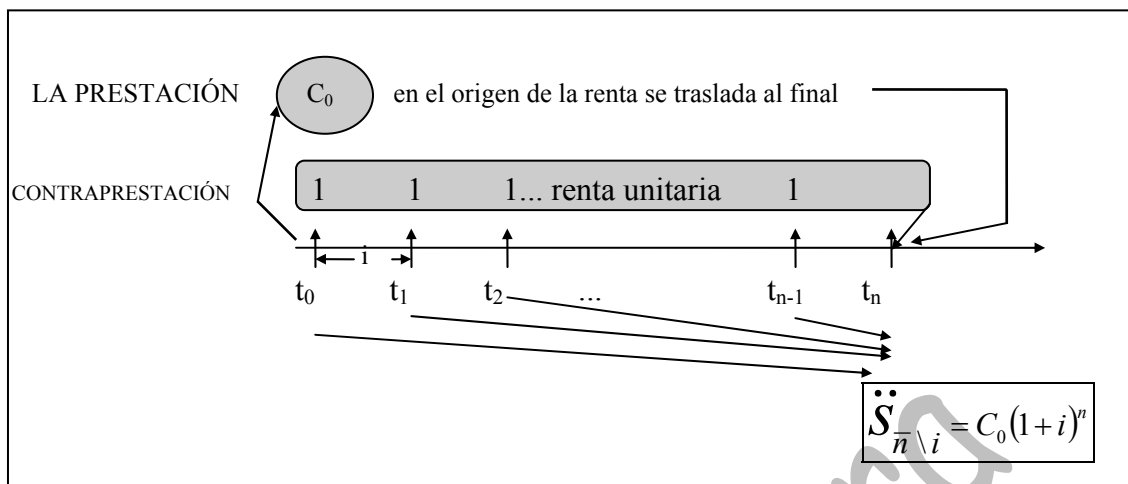 LA PRESTACIÓN C₀ en el origen de la renta se traslada al final
CONTRAPRESTACIÓN 1 1 1... renta unitaria 1
i
t₀ t₁ t₂ ... tₙ₋₁ tₙ
S̈ n̅ \ i = C₀(1+i)ⁿ